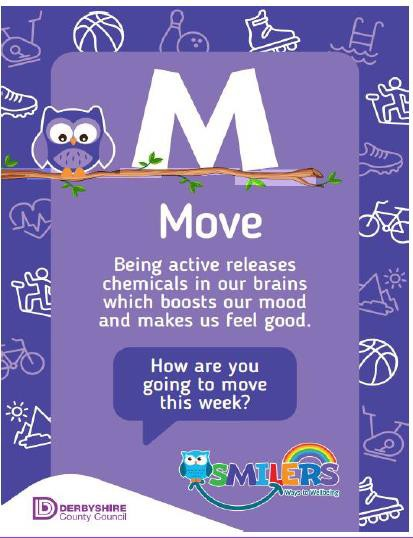 M
Move
Being active releases
chemicals in our brains
which boosts our mood
and makes us feel good.
How are you
going to move
this week?
SMILERS
Ways to Wellbeing
DERBYSHIRE
County Council